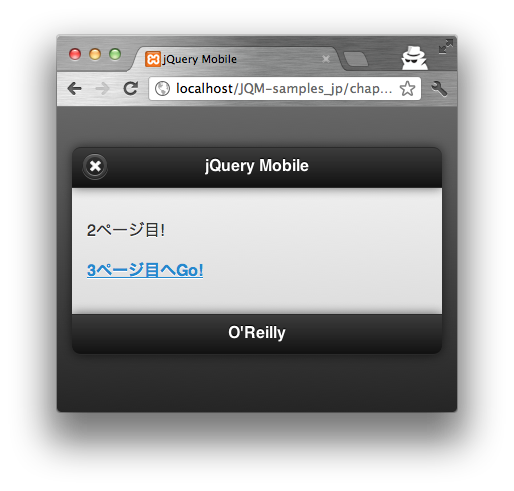 jQuery Mobile
localhost/JQM-samples_jp/chap...
jQuery Mobile
2ページ目!
3ページ目へGo!
O'Reilly